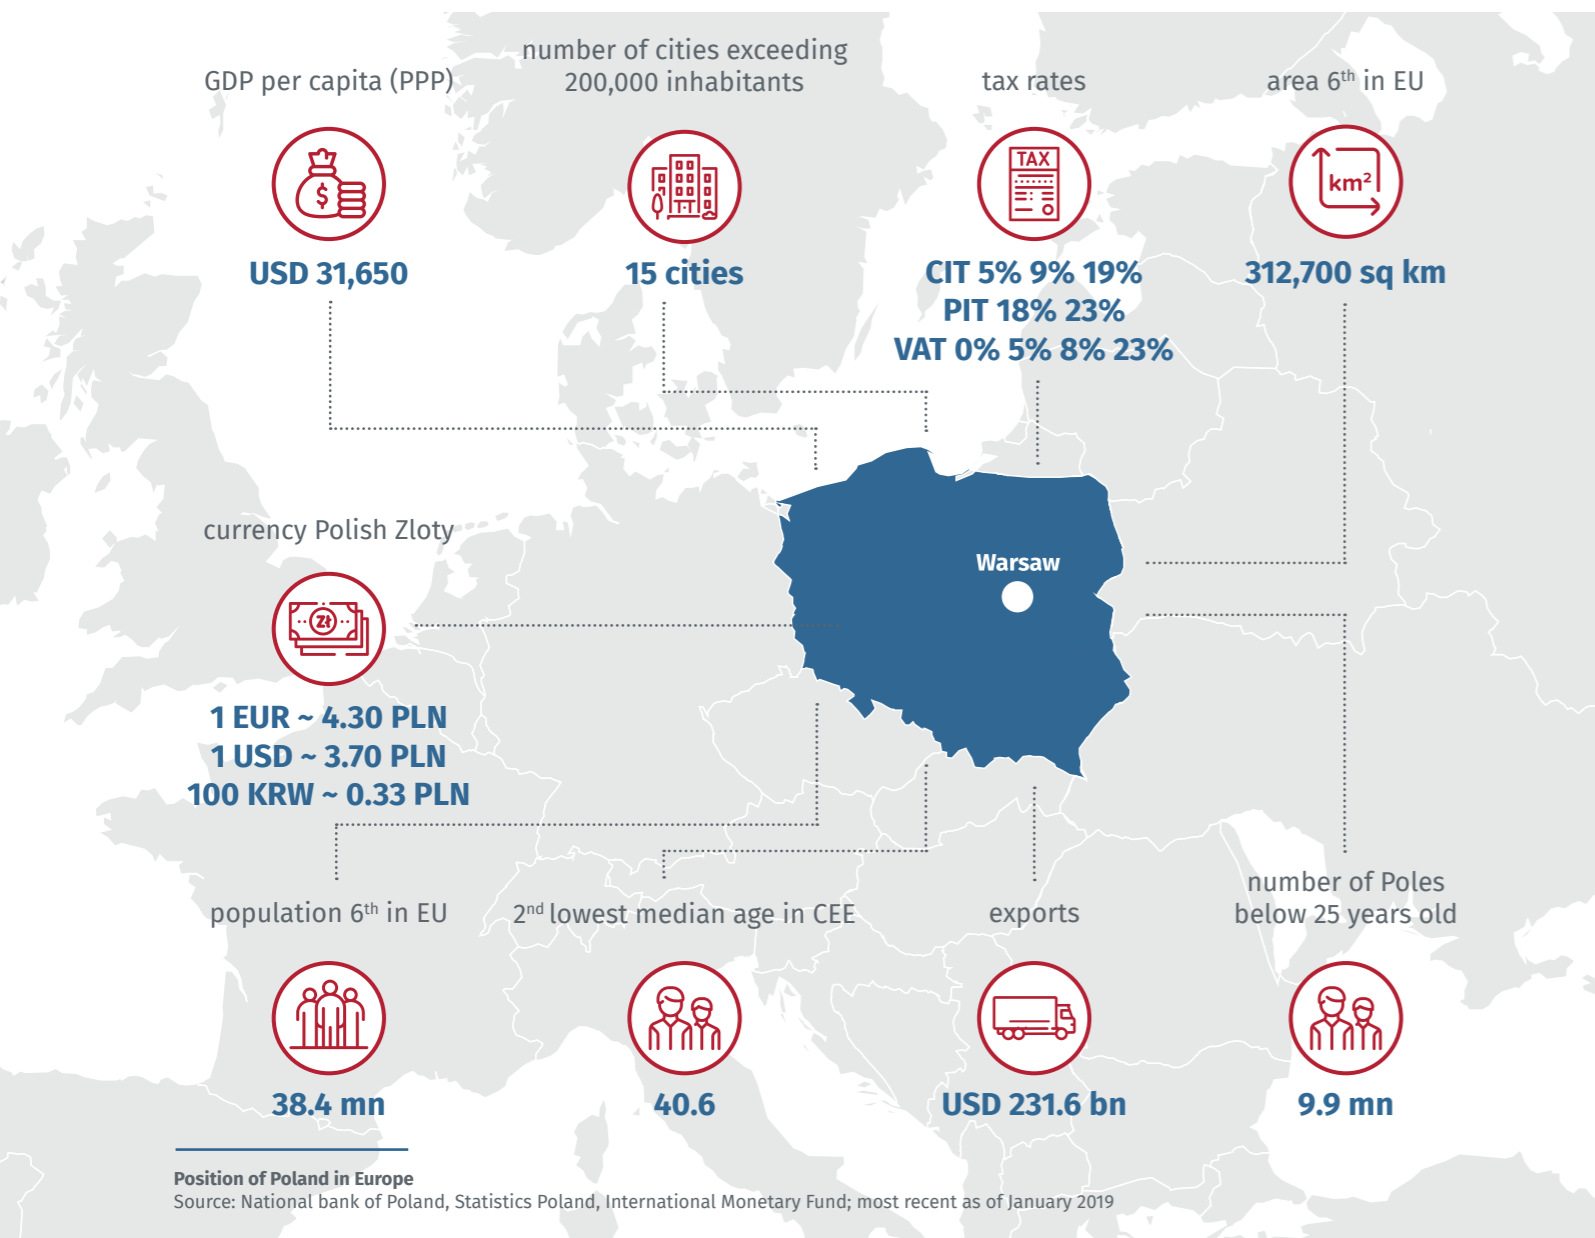 GDP per capita (PPP)
$
USD 31,650
number of cities exceeding
200,000 inhabitants
15 cities
tax rates
TAX
CIT 5% 9% 19%
PIT 18% 23%
VAT 0% 5% 8% 23%
area 6th in EU
km²
312,700 sq km
currency Polish Zloty
Zł
1 EUR ~ 4.30 PLN
1 USD ~ 3.70 PLN
100 KRW ~ 0.33 PLN
Warsaw
population 6th in EU
38.4 mn
2nd lowest median age in CEE
40.6
exports
USD 231.6 bn
number of Poles
below 25 years old
9.9 mn
Position of Poland in Europe
Source: National bank of Poland, Statistics Poland, International Monetary Fund; most recent as of January 2019